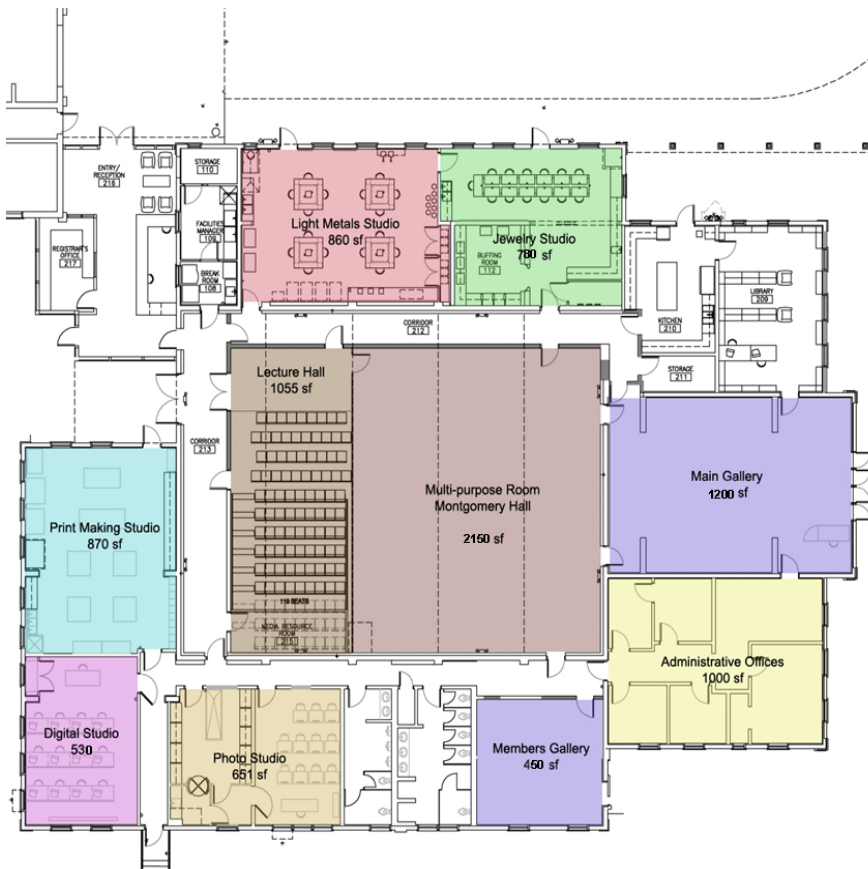 ENTRY/
RECEPTION
216
STORAGE
110
FACILITIES
MANAGER
109
REGISTRAR'S
OFFICE
217
BREAK
ROOM
108
Light Metals Studio
860 sf
Jewelry Studio
780 sf
BUFFING
ROOM
112
KITCHEN
210
LIBRARY
209
STORAGE
211
CORRIDOR
212
CORRIDOR
213
Lecture Hall
1055 sf
119 SEATS
MEDIA RESOURCE
ROOM
215
Multi-purpose Room
Montgomery Hall
2150 sf
Main Gallery
1200 sf
Print Making Studio
870 sf
Administrative Offices
1000 sf
Digital Studio
530
Photo Studio
651 sf
Members Gallery
450 sf